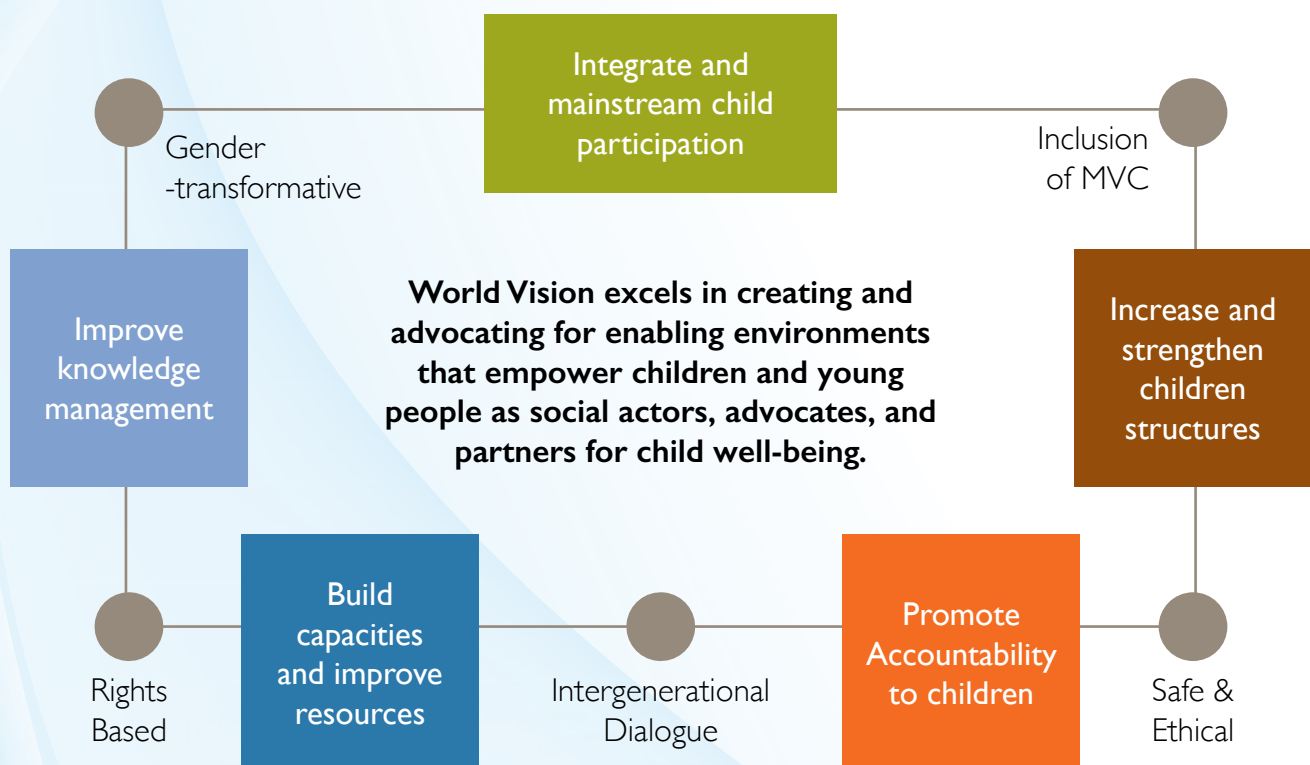 Integrate and
mainstream child
participation
Gender
-transformative
Inclusion
of MVC
Improve
knowledge
management
World Vision excels in creating and
advocating for enabling environments
that empower children and young
people as social actors, advocates, and
partners for child well-being.
Increase and
strengthen
children
structures
Build
capacities
and improve
resources
Promote
Accountability
to children
Rights
Based
Intergenerational
Dialogue
Safe &
Ethical